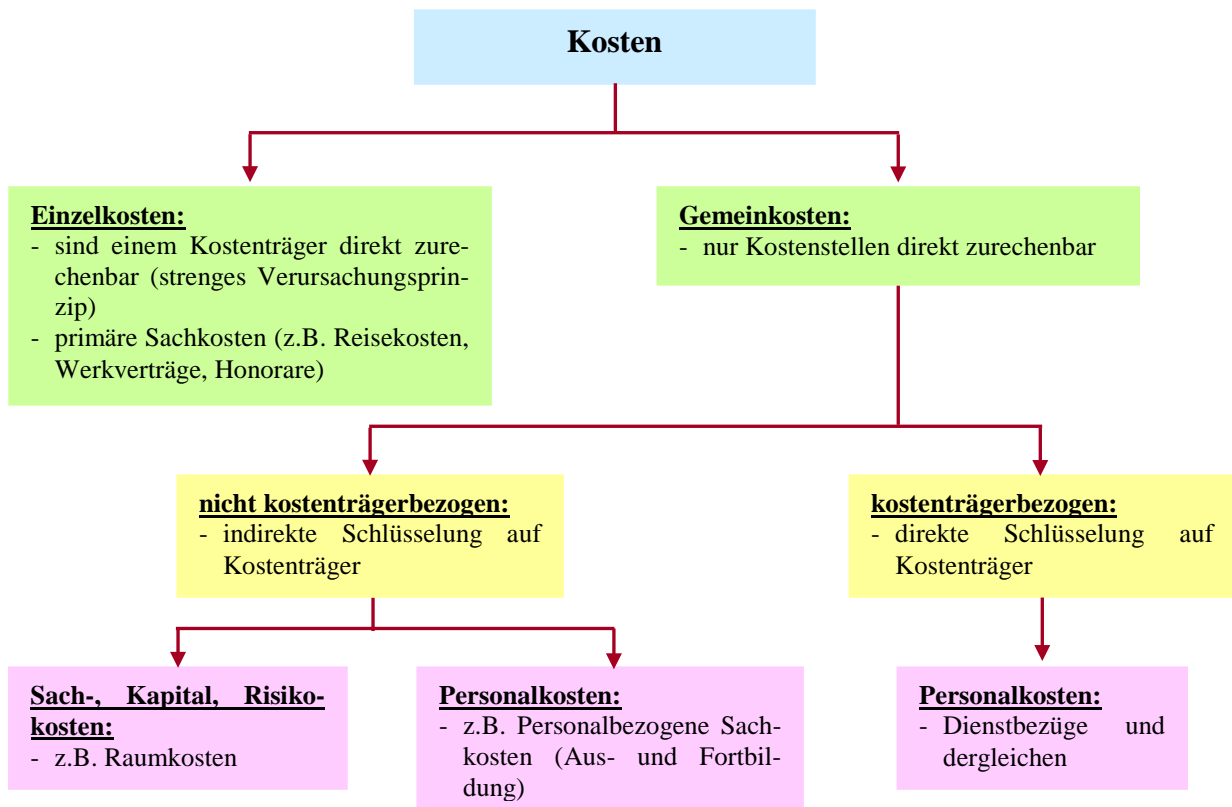 Kosten
Einzelkosten:
- sind einem Kostenträger direkt zure-
chenbar (strenges Verursachungsprin-
zip)
- primäre Sachkosten (z.B. Reisekosten,
Werkverträge, Honorare)
Gemeinkosten:
- nur Kostenstellen direkt zurechenbar
nicht kostenträgerbezogen:
- indirekte Schlüsselung auf
Kostenträger
kostenträgerbezogen:
- direkte Schlüsselung auf
Kostenträger
Sach-, Kapital, Risiko-
kosten:
- z.B. Raumkosten
Personalkosten:
- z.B. Personalbezogene Sach-
kosten (Aus- und Fortbil-
dung)
Personalkosten:
- Dienstbezüge und
dergleichen